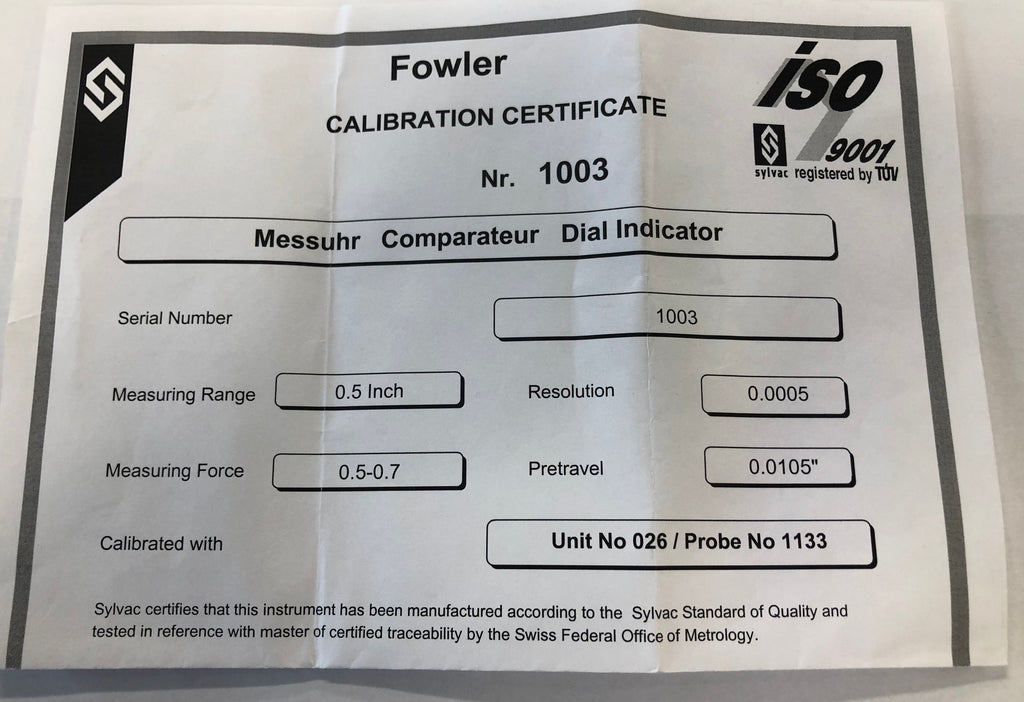 Fowler
CALIBRATION CERTIFICATE
Nr. 1003
iso
9001
sylvac registered by TÜV
Messuhr Comparateur Dial Indicator
Serial Number 1003
Measuring Range 0.5 Inch Resolution 0.0005
Measuring Force 0.5-0.7 Pretravel 0.0105"
Calibrated with Unit No 026 / Probe No 1133
Sylvac certifies that this instrument has been manufactured according to the Sylvac Standard of Quality and
tested in reference with master of certified traceability by the Swiss Federal Office of Metrology.